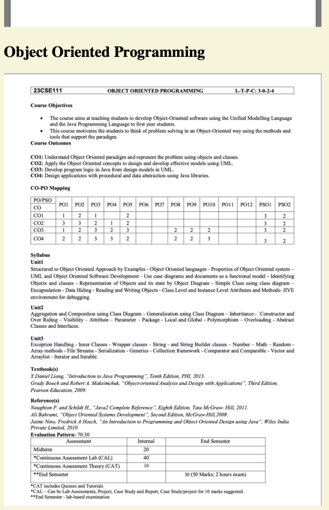 Object Oriented Programming
23CSE111 OBJECT ORIENTED PROGRAMMING L-T-P-C: 3-0-2-4
Course Objectives
• The course aims at teaching students to develop Object-Oriented software using the Unified Modelling Language
and the Java Programming Language to first year students.
• This course motivates the students to think of problem solving in an Object-Oriented way using the methods and
tools that support the paradigm.
Course Outcomes
CO1: Understand Object Oriented paradigm and represent the problem using objects and classes.
CO2: Apply the Object Oriented concepts to design and develop effective models using UML.
CO3: Develop program logic in Java from design models in UML.
CO4: Design applications with procedural and data abstraction using Java libraries.
CO-PO Mapping
PO/PSO PO1 PO2 PO3 PO4 PO5 PO6 PO7 PO8 PO9 PO10 PO11 PO12 PSO1 PSO2
CO
CO1 1 2 1 2 3 2
CO2 3 3 2 1 2 3 2
CO3 1 2 3 2 3 2 2 2 3 2
CO4 2 2 3 3 2 2 2 3 3 2
Syllabus
Unit1
Structured to Object Oriented Approach by Examples - Object Oriented languages - Properties of Object Oriented system –
UML and Object Oriented Software Development - Use case diagrams and documents as a functional model - Identifying
Objects and classes - Representation of Objects and its state by Object Diagram - Simple Class using class diagram –
Encapsulation - Data Hiding - Reading and Writing Objects - Class Level and Instance Level Attributes and Methods- JIVE
environment for debugging.
Unit2
Aggregation and Composition using Class Diagram - Generalization using Class Diagram – Inheritance - Constructor and
Over Riding – Visibility – Attribute – Parameter – Package - Local and Global - Polymorphism - Overloading - Abstract
Classes and Interfaces.
Unit3
Exception Handling - Inner Classes - Wrapper classes – String - and String Builder classes - Number – Math – Random -
Array methods - File Streams - Serialization - Generics - Collection framework - Comparator and Comparable - Vector and
Arraylist - Iterator and Iterable.
Textbook(s)
Y.Daniel Liang, "Introduction to Java Programming", Tenth Edition, PHI, 2013.
Grady Booch and Robert A. Maksimchuk, "Object-oriented Analysis and Design with Applications", Third Edition,
Pearson Education, 2009.
Reference(s)
Naughton P. and Schildt H., "Java2 Complete Reference", Eighth Edition, Tata McGraw- Hill, 2011.
Ali Bahrami, "Object Oriented Systems Development", Second Edition, McGraw-Hill,2008.
Jaime Nino, Fredrick A Hosch, "An Introduction to Programming and Object Oriented Design using Java", Wiley India
Private Limited, 2010.
Evaluation Pattern: 70:30
Assessment Internal End Semester
Midterm 20
*Continuous Assessment Lab (CAL) 40
*Continuous Assessment Theory (CAT) 10
**End Semester 30 (50 Marks; 2 hours exam)
*CAT includes Quizzes and Tutorials
*CAL – Can be Lab Assessments, Project, Case Study and Report, Case Study/project for 10 marks suggested.
**End Semester - lab-based examination